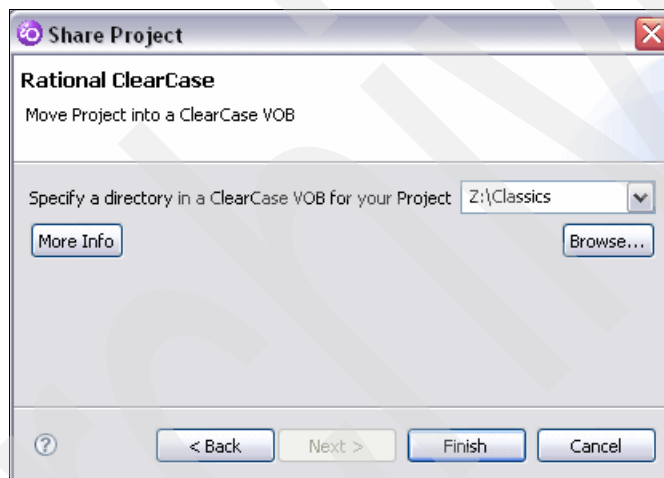 Share Project
Rational ClearCase
Move Project into a ClearCase VOB
Specify a directory in a ClearCase VOB for your Project Z:\Classics
More Info Browse...
? < Back Next > Finish Cancel